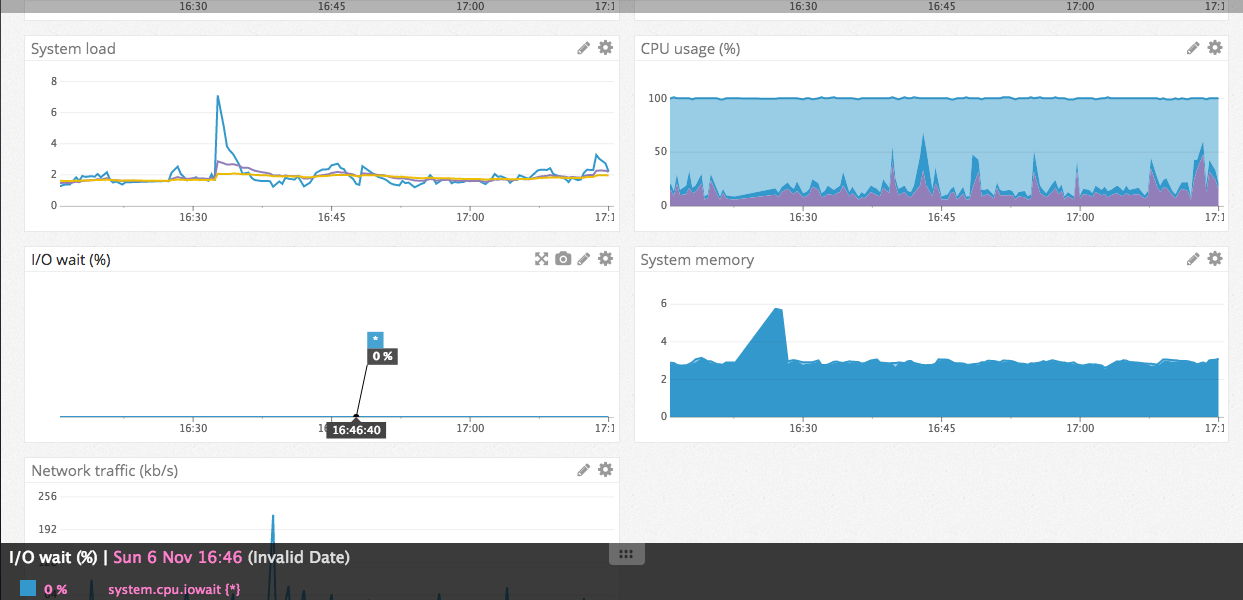 16:30 16:45 17:00 17:1 16:30 16:45 17:00 17:1
System load
8
6
4
2
0
16:30 16:45 17:00 17:1
CPU usage (%)
100
50
0
16:30 16:45 17:00 17:1
I/O wait (%)
*
0 %
16:30 16:46:40 17:00 17:1
System memory
6
4
2
0
16:30 16:45 17:00 17:1
Network traffic (kb/s)
256
192
I/O wait (%) | Sun 6 Nov 16:46 (Invalid Date)
0 % system.cpu.iowait {*}